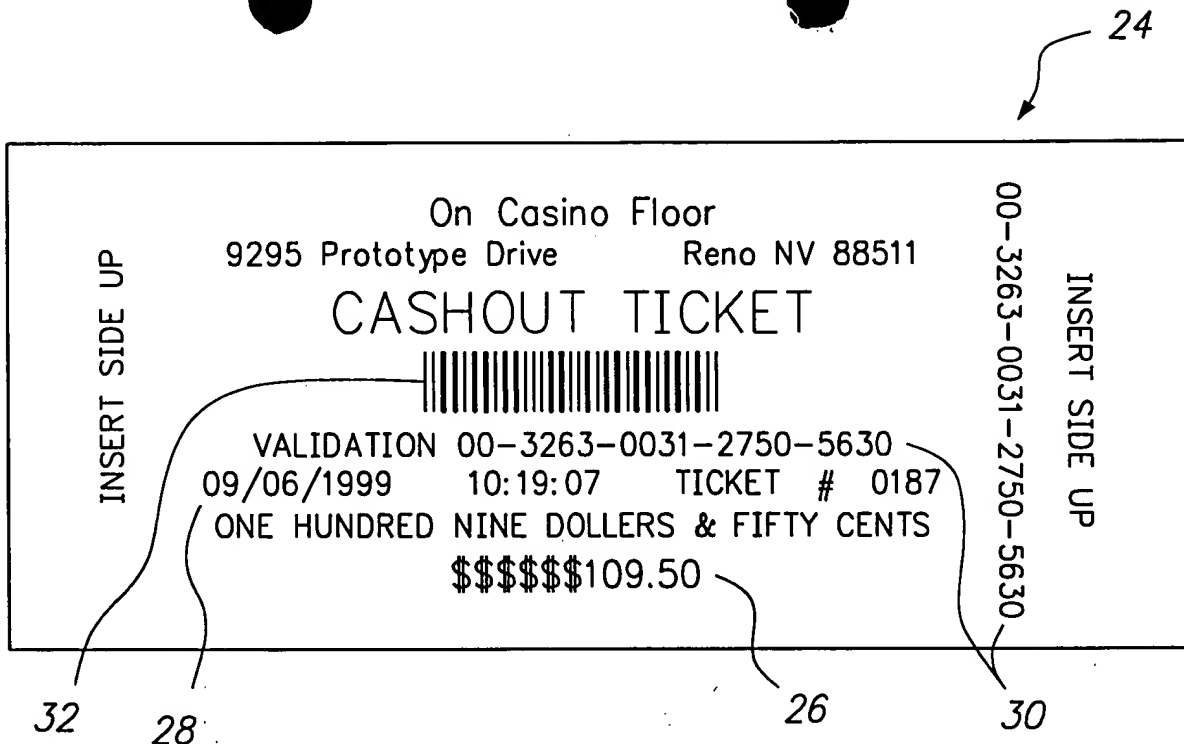 24
On Casino Floor
9295 Prototype Drive Reno NV 88511
CASHOUT TICKET
VALIDATION 00-3263-0031-2750-5630
09/06/1999 10:19:07 TICKET # 0187
ONE HUNDRED NINE DOLLERS & FIFTY CENTS
$$$$$$109.50
INSERT SIDE UP
00-3263-0031-2750-5630
INSERT SIDE UP
32
28
26
30